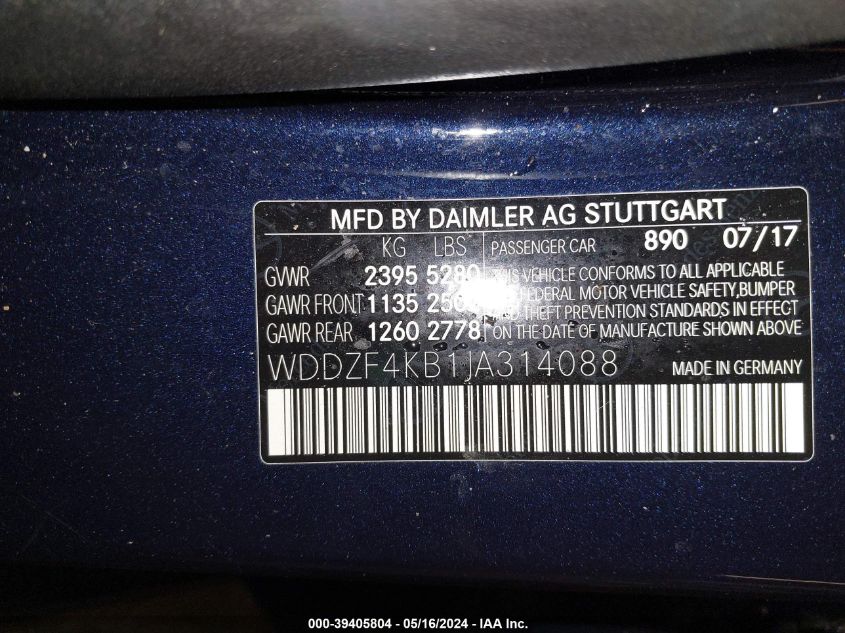 MFD BY DAIMLER AG STUTTGART
KG LBS PASSENGER CAR 890 07/17
GVWR 2395 5280 THIS VEHICLE CONFORMS TO ALL APPLICABLE
GAWR FRONT 1135 FEDERAL MOTOR VEHICLE SAFETY,BUMPER
GAWR REAR 1260 2778 THEFT PREVENTION STANDARDS IN EFFECT
ON THE DATE OF MANUFACTURE SHOWN ABOVE
WDDZF4KB1JA314088 MADE IN GERMANY
000-39405804 - 05/16/2024 - IAA Inc.